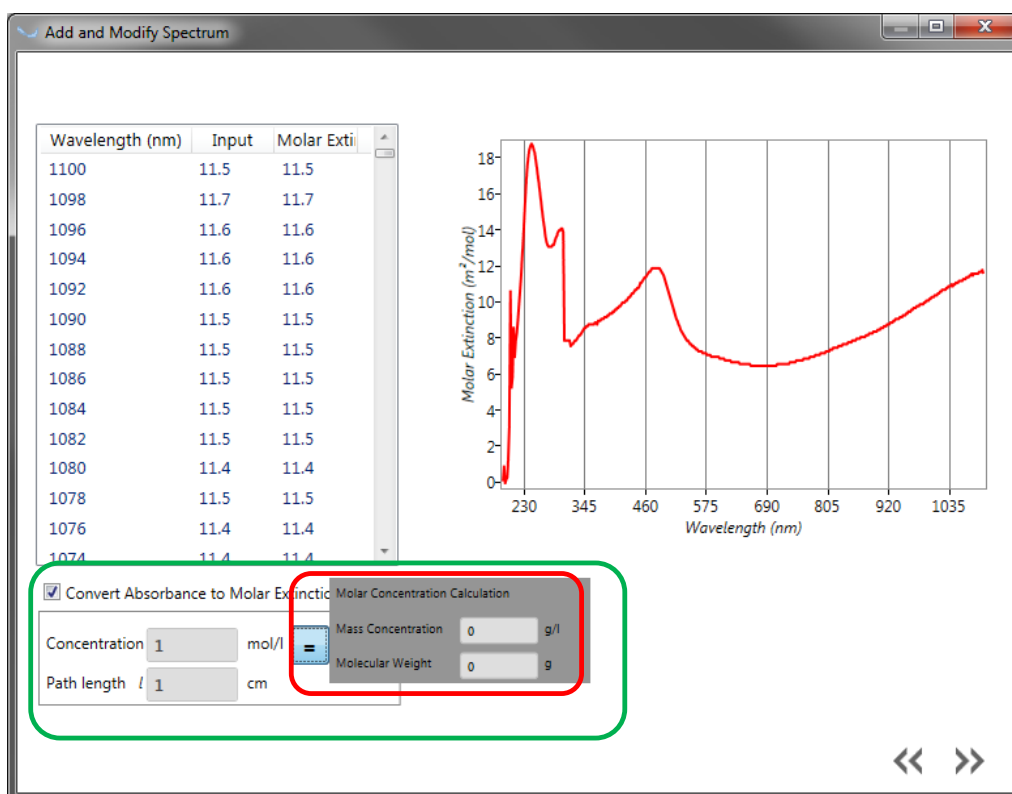 Add and Modify Spectrum
Wavelength (nm) Input Molar Exti
1100 11.5 11.5
1098 11.7 11.7
1096 11.6 11.6
1094 11.6 11.6
1092 11.6 11.6
1090 11.5 11.5
1088 11.5 11.5
1086 11.5 11.5
1084 11.5 11.5
1082 11.5 11.5
1080 11.4 11.4
1078 11.5 11.5
1076 11.4 11.4
1074 11.4 11.4
18
16
14
12
10
8
6
4
2
0
Molar Extinction (m²/mol)
230 345 460 575 690 805 920 1035
Wavelength (nm)
Convert Absorbance to Molar Extinctic
Concentration 1 mol/l =
Path length l 1 cm
Molar Concentration Calculation
Mass Concentration 0 g/l
Molecular Weight 0 g